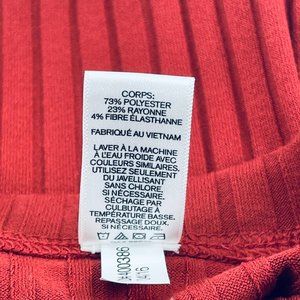 CORPS:
73% POLYESTER
23% RAYONNE
4% FIBRE ÉLASTHANNE
FABRIQUÉ AU VIETNAM
LAVER À LA MACHINE
À L'EAU FROIDE AVEC
COULEURS SIMILAIRES.
UTILISEZ SEULEMENT
DU JAVELLISANT
SANS CHLORE,
SI NÉCESSAIRE.
SÉCHAGE PAR
CULBUTAGE À
TEMPÉRATURE BASSE.
REPASSAGE DOUX,
SI NÉCESSAIRE.